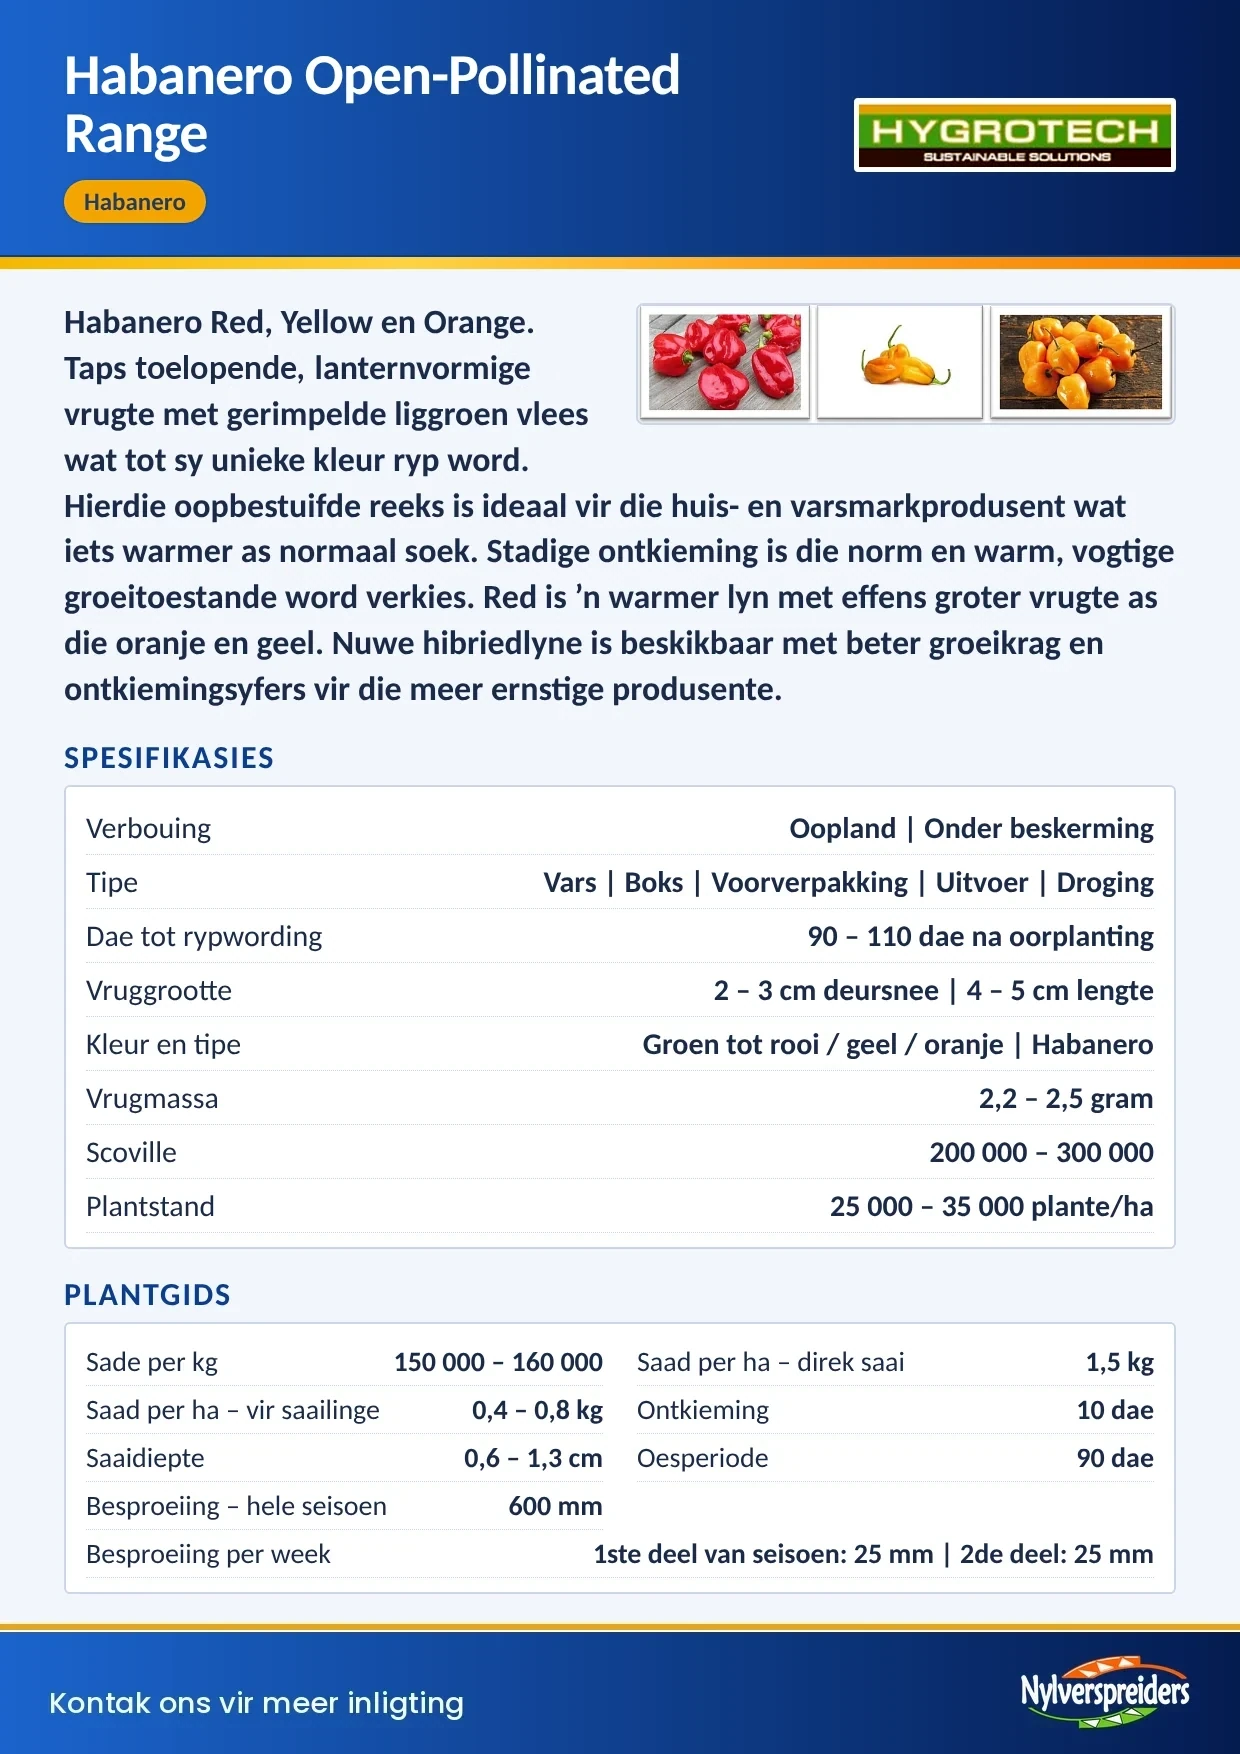 Habanero Open-Pollinated
Range
HYGROTECH
SUSTAINABLE SOLUTIONS
Habanero
Habanero Red, Yellow en Orange.
Taps toelopende, lanternvormige
vrugte met gerimpelde liggroen vlees
wat tot sy unieke kleur ryp word.
Hierdie oopbestuifde reeks is ideaal vir die huis- en varsmarkprodusent wat
iets warmer as normaal soek. Stadige ontkieming is die norm en warm, vogtige
groeitoestande word verkies. Red is ’n warmer lyn met effens groter vrugte as
die oranje en geel. Nuwe hibriedlyne is beskikbaar met beter groeikrag en
ontkiemingsyfers vir die meer ernstige produsente.
SPESIFIKASIES
Verbouing Oopland | Onder beskerming
Tipe Vars | Boks | Voorverpakking | Uitvoer | Droging
Dae tot rypwording 90 – 110 dae na oorplanting
Vruggrootte 2 – 3 cm deursnee | 4 – 5 cm lengte
Kleur en tipe Groen tot rooi / geel / oranje | Habanero
Vrugmassa 2,2 – 2,5 gram
Scoville 200 000 – 300 000
Plantstand 25 000 – 35 000 plante/ha
PLANTGIDS
Sade per kg 150 000 – 160 000 Saad per ha – direk saai 1,5 kg
Saad per ha – vir saailinge 0,4 – 0,8 kg Ontkieming 10 dae
Saaidiepte 0,6 – 1,3 cm Oesperiode 90 dae
Besproeiing – hele seisoen 600 mm
Besproeiing per week 1ste deel van seisoen: 25 mm | 2de deel: 25 mm
Kontak ons vir meer inligting
Nylverspreiders